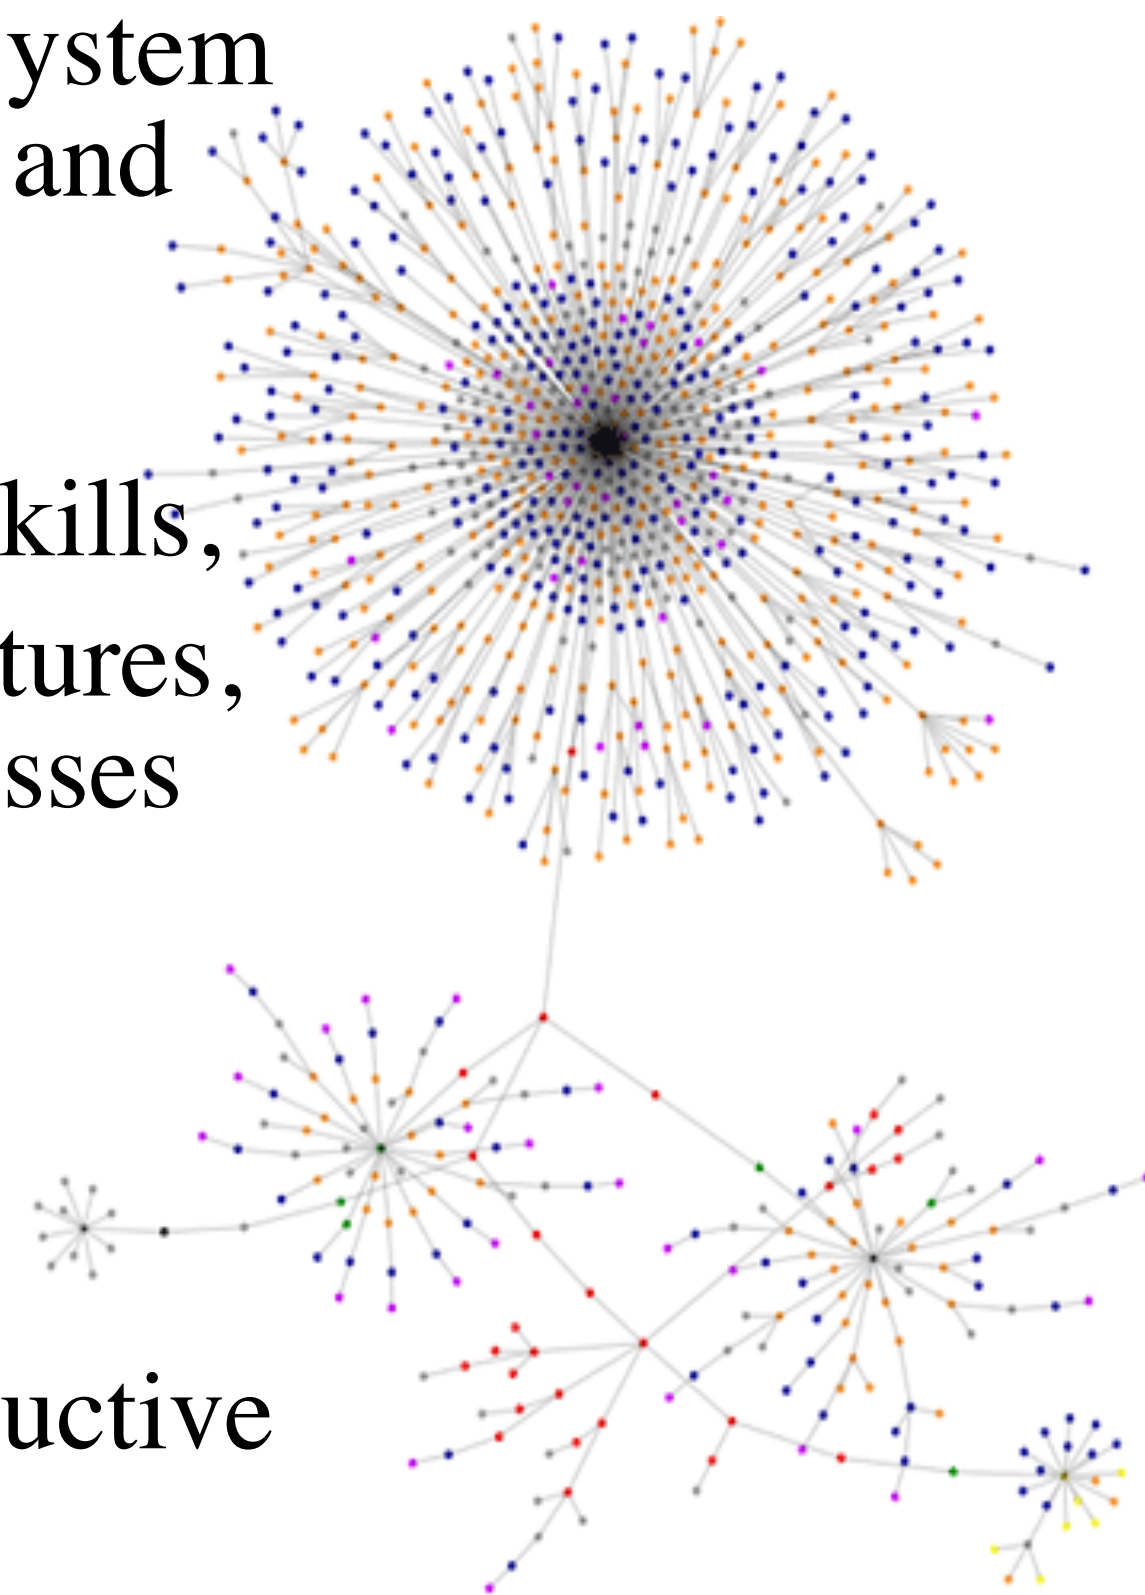 ystem
and
kills,
tures,
sses
uctive